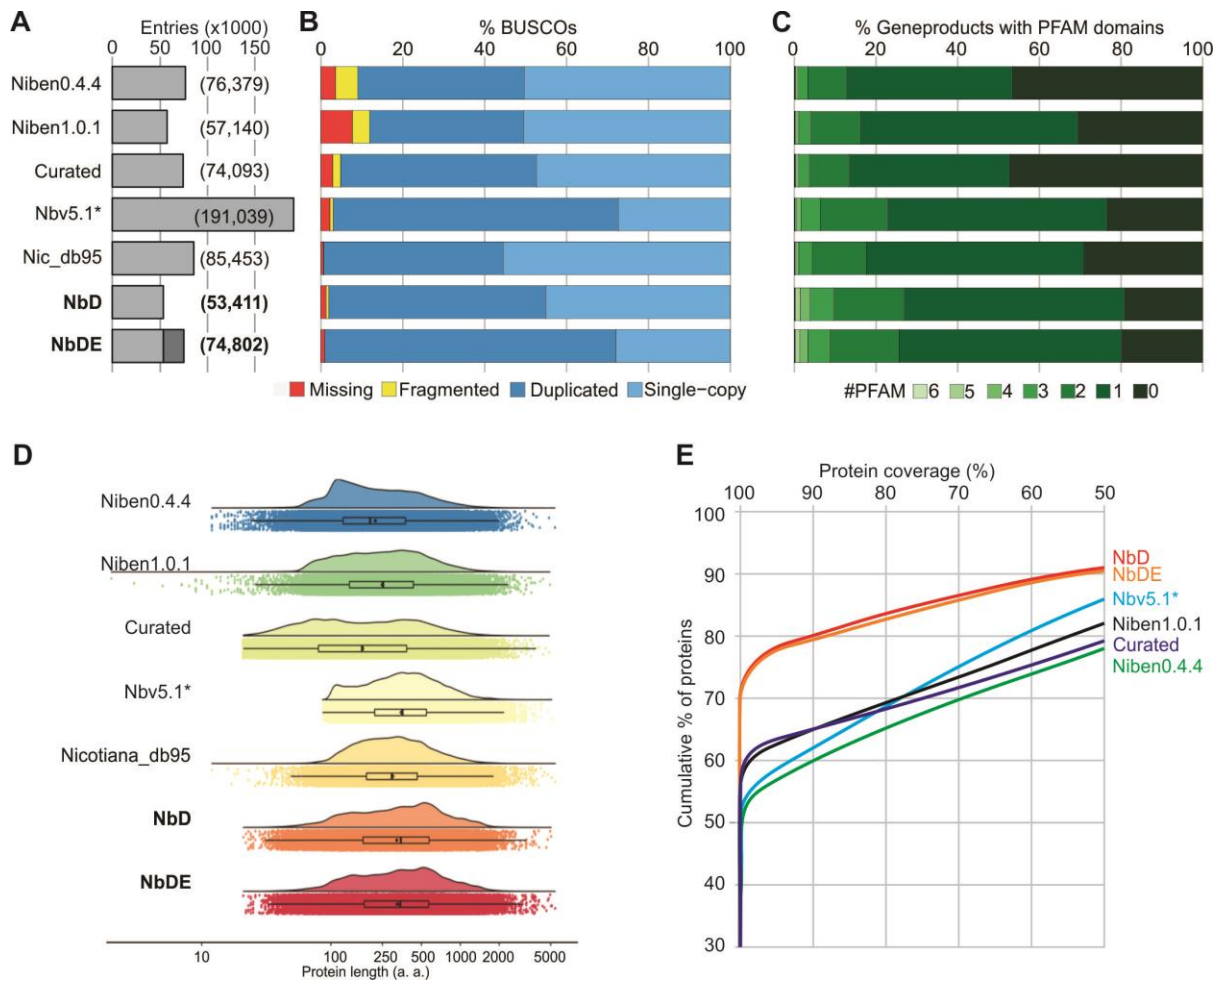 A
Entries (x1000)
0 50 100 150
Niben0.4.4 (76,379)
Niben1.0.1 (57,140)
Curated (74,093)
Nbv5.1* (191,039)
Nic_db95 (85,453)
NbD (53,411)
NbDE (74,802)
B
% BUSCOs
0 20 40 60 80 100
Missing Fragmented Duplicated Single−copy
C
% Geneproducts with PFAM domains
0 20 40 60 80 100
#PFAM 6 5 4 3 2 1 0
D
Niben0.4.4
Niben1.0.1
Curated
Nbv5.1*
Nicotiana_db95
NbD
NbDE
10 100 250 500 1000 2000 5000
Protein length (a. a.)
E
Protein coverage (%)
100 90 80 70 60 50
Cumulative % of proteins
100
90
80
70
60
50
40
30
NbD
NbDE
Nbv5.1*
Niben1.0.1
Curated
Niben0.4.4